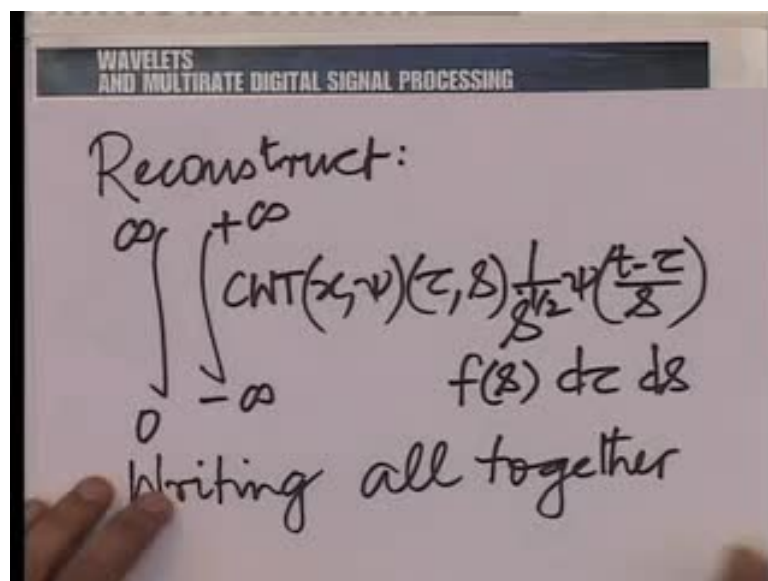 WAVELETS
AND MULTIRATE DIGITAL SIGNAL PROCESSING
Reconstruct:
∞ +∞
∫ ∫ CWT(x,ψ)(τ,s) 1/s^1/2 ψ((t-τ)/s)
0 -∞ f(s) dτ ds
Writing all together